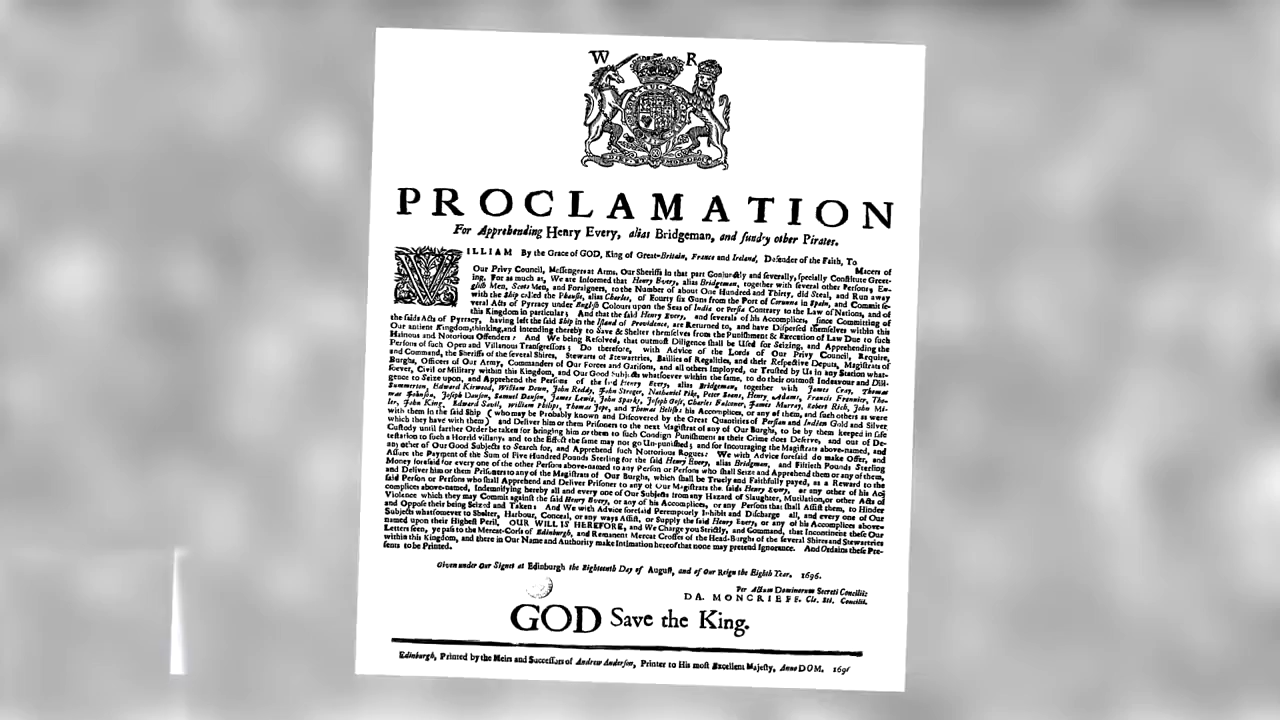 W R
PROCLAMATION
For Apprehending Henry Every, alias Bridgeman, and sundry other Pirates.
WILLIAM By the Grace of GOD, King of Great-Britain, France and Ireland, Defender of the Faith, To Macers of
Our Privy Council, Messengers at Arms, Our Sheriffs in that part Conjunctly and severally, specially Constitute Greet-
ing. For as much as, We are Informed that Henry Every, alias Bridgeman, together with several other Persons, En-
glish Men, Scots Men, and Foraigners, to the Number of about One Hundred and Thirty, did Steal, and Run away
with the Ship called the Phansie, alias Charles, of Fourty six Guns from the Port of Corunna in Spain, and Commit se-
veral Acts of Pyrracy under English Colours upon the Seas of India or Persia Contrary to the Law of Nations, and of
this Kingdom in particular; And that the said Henry Every, and severals of his Accomplices, since Committing of
the saids Acts of Pyrracy, having left the said Ship in the Island of Providence, are Returned to, and have Dispersed themselves within this
Our antient Kingdom, thinking, and intending thereby to Save & Shelter themselves from the Punishment & Execution of Law Due to such
Hainous and Notorious Offenders: And We being Resolved, that outmost Diligence shall be Used for Seizing, and Apprehending the
Persons of such Open and Villanous Transgressors; Do therefore, with Advice of the Lords of Our Privy Council, Require,
and Command, the Sheriffs of the several Shires, Stewarts of Stewartries, Baillies of Regalities, and their Respective Deputs, Magistrats of
Burghs, Officers of Our Army, Commanders of Our Forces and Garisons, and all others Imployed, or Trusted by Us in any Station what-
soever, Civil or Military within this Kingdom, and Our Good Subjects whatsoever within the same, to do their outmost Indeavour and Dili-
gence to Seize upon, and Apprehend the Persons of the said Henry Every, alias Bridgeman, together with James Cray, Thomas
Summerton, Edward Kirwood, William Down, John Reddy, John Stroger, Nathaniel Pike, Peter Soans, Henry Adams, Francis Frennier, Tho-
mas Johnson, Joseph Dawson, Samuel Dawson, James Lewis, John Sparks, Joseph Goss, Charles Falconer, James Murray, Robert Rich, John Mi-
ler, John King, Edward Savil, William Philips, Thomas Jope, and Thomas Belisha his Accomplices, or any of them, and such others as were
with them in the said Ship (who may be Probably known and Discovered by the Great Quantities of Persian and Indian Gold and Silver
which they have with them) and Deliver him or them Prisoners to the next Magistrat of any of Our Burghs, to be by them keeped in safe
Custody until farther Order be taken for bringing him or them to such Condign Punishment as their Crime does Deserve, and out of De-
testation to such a Horrid villany, and to the Effect the same may not go Un-punished; and for Incouraging the Magistrats above-named, and
any other of Our Good Subjects to Search for, and Apprehend such Notorious Rogues: We with Advice foresaid do make Offer, and
Assure the Payment of the Sum of Five Hundred Pounds Sterling for the said Henry Every, alias Bridgman, and Fiftieth Pounds Sterling
Money foresaid for every one of the other Persons above-named to any Person or Persons who shall Seize and Apprehend them or any of them,
and Deliver him or them Prisoners to any of the Magistrats of Our Burghs, which shall be Truely and Faithfully payed, as a Reward to the
said Person or Persons who shall Apprehend and Deliver Prisoner to any of Our Magistrats the saids Henry Every, or any other of his Ac-
complices above-named, Indemnifying hereby all and every one of Our Subjects from any Hazard of Slaughter, Mutilation, or other Acts of
Violence which they may Commit against the said Henry Every, or any of his Accomplices, or any Persons that shall Assist them, to Hinder
and Oppose their being Seized and Taken: And We with Advice foresaid Peremporly Inhibit and Discharge all, and every one of Our
Subjects whatsomever to Shelter, Harbour, Conceal, or any ways Assist, or Supply the said Henry Every, or any of his Accomplices above-
named upon their Highest Peril. OUR WILL IS HEREFORE, and We Charge you Strictly, and Command, that Incontinent these Our
Letters seen, ye pass to the Mercat-Corss of Edinburgh, and Remanent Mercat Crosses of the Head-Burghs of the several Shires and Stewartries
within this Kingdom, and there in Our Name and Authority make Intimation hereof that none may pretend Ignorance. And Ordains these Pre-
sents to be Printed.
Given under Our Signet at Edinburgh the Eighteenth Day of August, and of Our Reign the Eighth Year. 1696.
Per Actum Dominorum Secreti Concilii:
DA. MONCRIEFF. Cls. Sti. Concilii.
GOD Save the King.
Edinburgh, Printed by the Heirs and Successors of Andrew Anderson, Printer to His most Excellent Majesty, Anno DOM. 1696